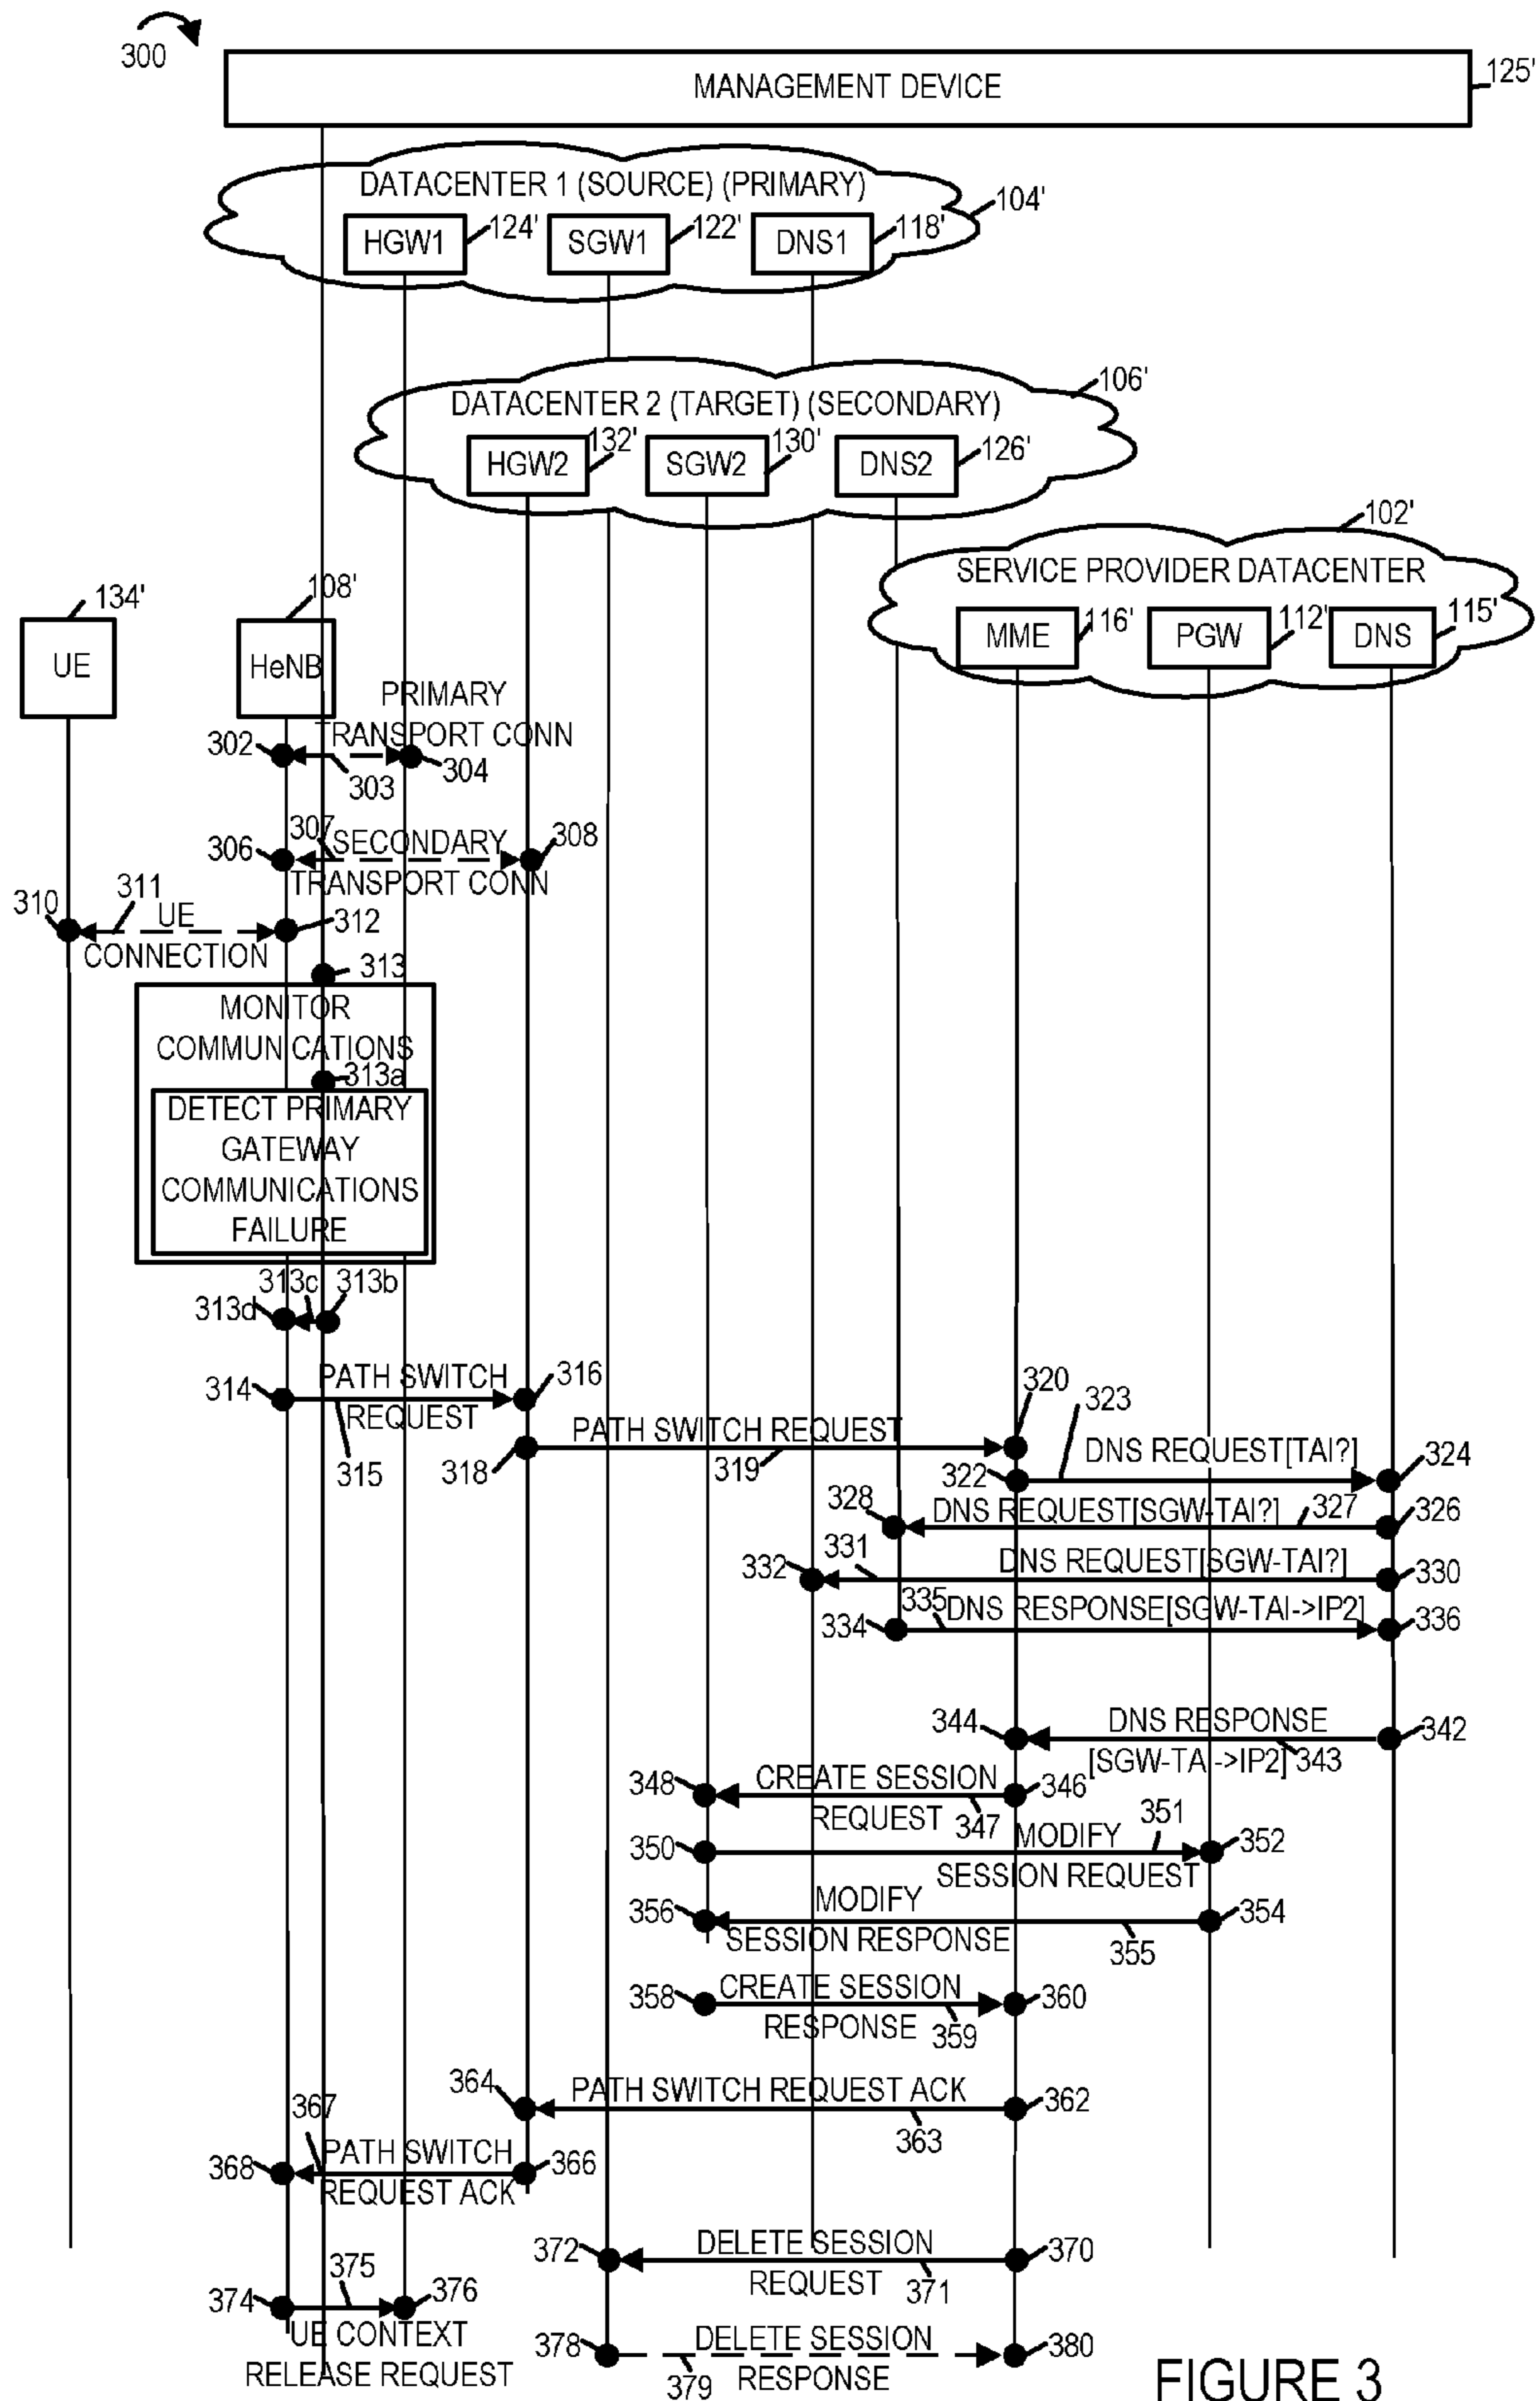 300
MANAGEMENT DEVICE
125'
DATACENTER 1 (SOURCE) (PRIMARY)
104'
HGW1
124'
SGW1
122'
DNS1
118'
DATACENTER 2 (TARGET) (SECONDARY)
106'
HGW2
132'
SGW2
130'
DNS2
126'
102'
SERVICE PROVIDER DATACENTER
MME
116'
PGW
112'
DNS
115'
134'
UE
108'
HeNB
PRIMARY
TRANSPORT CONN
302
303
304
307
SECONDARY
TRANSPORT CONN
306
308
310
311
UE
CONNECTION
312
313
MONITOR
COMMUNICATIONS
313a
DETECT PRIMARY
GATEWAY
COMMUNICATIONS
FAILURE
313c
313b
313d
314
PATH SWITCH
REQUEST
315
316
318
PATH SWITCH REQUEST
319
320
323
322
DNS REQUEST[TAI?]
324
328
DNS REQUEST[SGW-TAI?]
327
326
332
331
DNS REQUEST[SGW-TAI?]
330
334
335
DNS RESPONSE[SGW-TAI->IP2]
336
344
DNS RESPONSE
[SGW-TAI->IP2]
343
342
348
CREATE SESSION
REQUEST
347
346
350
MODIFY
SESSION REQUEST
351
352
356
MODIFY
SESSION RESPONSE
355
354
358
CREATE SESSION
RESPONSE
359
360
364
PATH SWITCH REQUEST ACK
363
362
367
368
PATH SWITCH
REQUEST ACK
366
372
DELETE SESSION
REQUEST
371
370
374
375
376
UE CONTEXT
RELEASE REQUEST
378
DELETE SESSION
RESPONSE
379
380
FIGURE 3